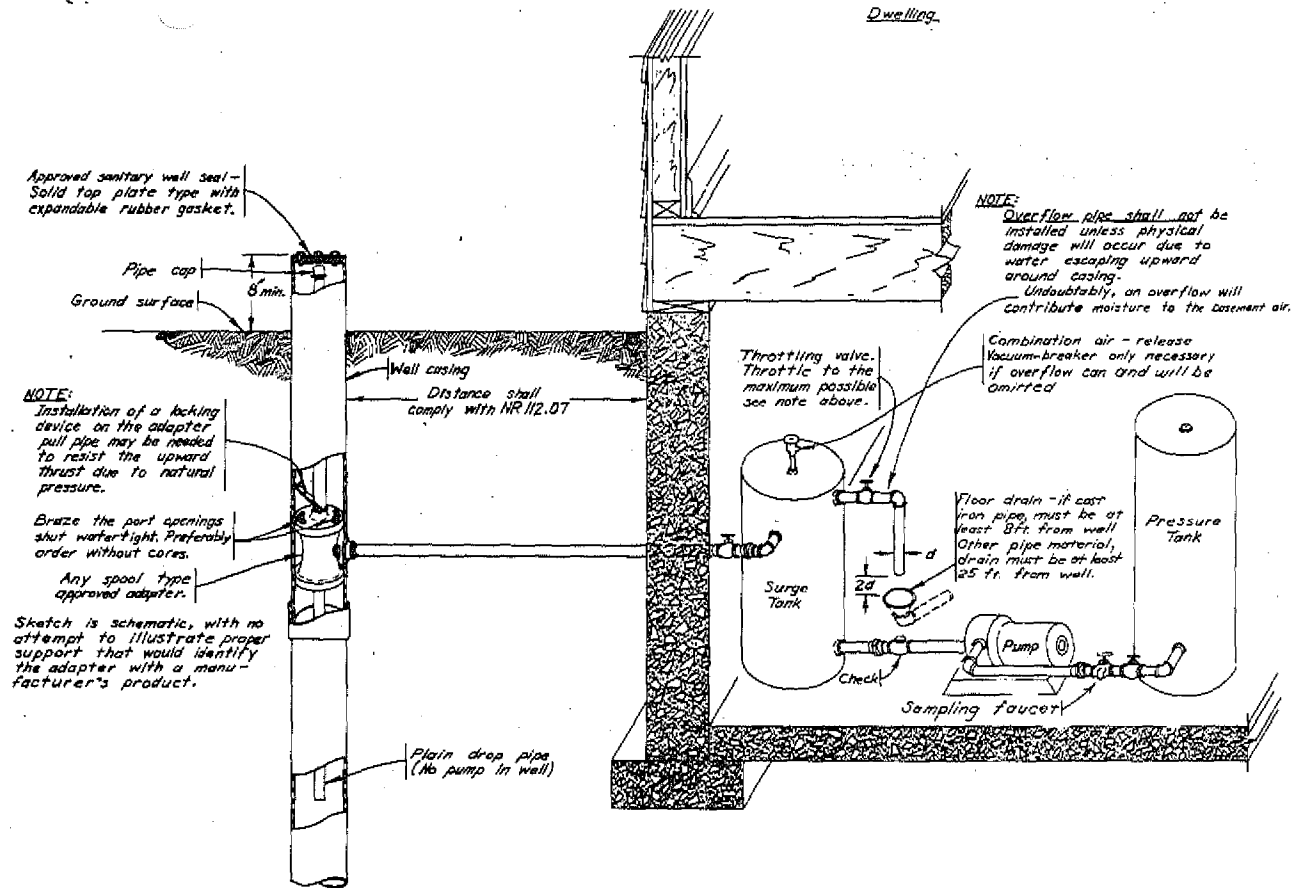 Dwelling
Approved sanitary well seal -
Solid top plate type with
expandable rubber gasket.
Pipe cap
8" min.
Ground surface
Well casing
Distance shall
comply with NR 112.07
NOTE:
Installation of a locking
device on the adapter
pull pipe may be needed
to resist the upward
thrust due to natural
pressure.
Braze the port openings
shut watertight. Preferably
order without cores.
Any spool type
approved adapter.
Sketch is schematic, with no
attempt to illustrate proper
support that would identify
the adapter with a manu-
facturer's product.
Plain drop pipe
(No pump in well)
NOTE:
Overflow pipe shall not be
installed unless physical
damage will occur due to
water escaping upward
around casing.
Undoubtably, an overflow will
contribute moisture to the basement air.
Throttling valve.
Throttle to the
maximum possible
see note above.
Combination air - release
Vacuum-breaker only necessary
if overflow can and will be
omitted
Floor drain - if cast
iron pipe, must be at
least 8ft. from well
Other pipe material,
drain must be at least
25 ft. from well.
d
2d
Surge
Tank
Pressure
Tank
Pump
Check
Sampling faucet